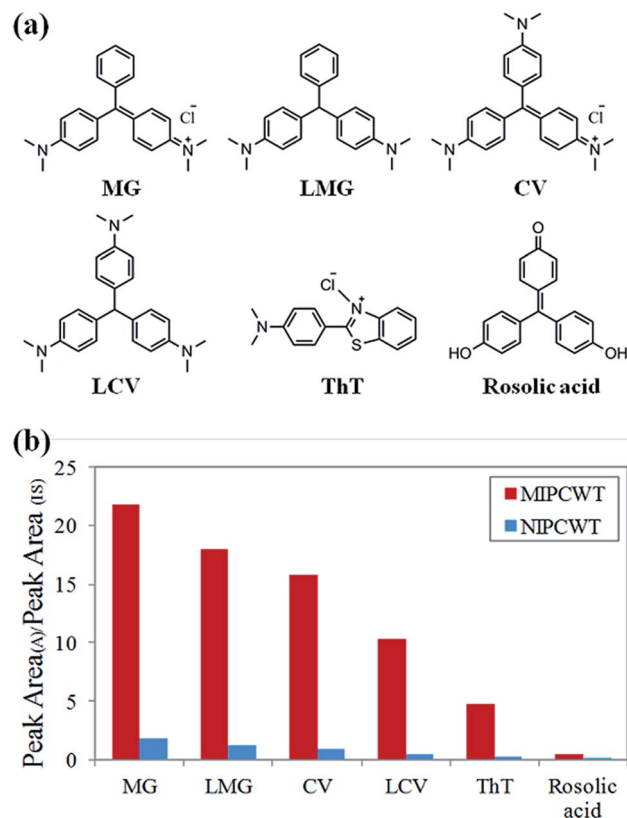 (a)
N
N
+
Cl
−
MG
N
N
LMG
N
N
N
+
Cl
−
CV
N
N
N
LCV
Cl
−
N
+
N
S
ThT
O
HO
OH
Rosolic acid
(b)
Peak Area(A)/Peak Area (IS)
25
20
15
10
5
0
MIPCWT
NIPCWT
MG LMG CV LCV ThT Rosolic
acid